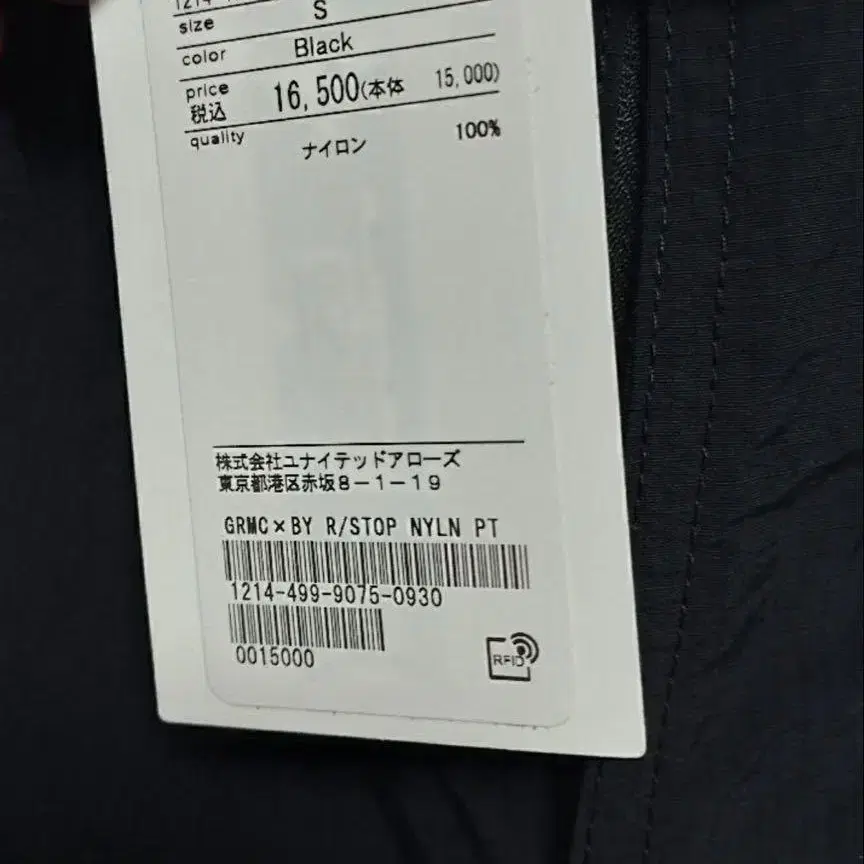 size S
color Black
price
税込 16,500(本体 15,000)
quality
ナイロン 100%
株式会社ユナイテッドアローズ
東京都港区赤坂8-1-19
GRMC×BY R/STOP NYLN PT
1214-499-9075-0930
0015000
RFID